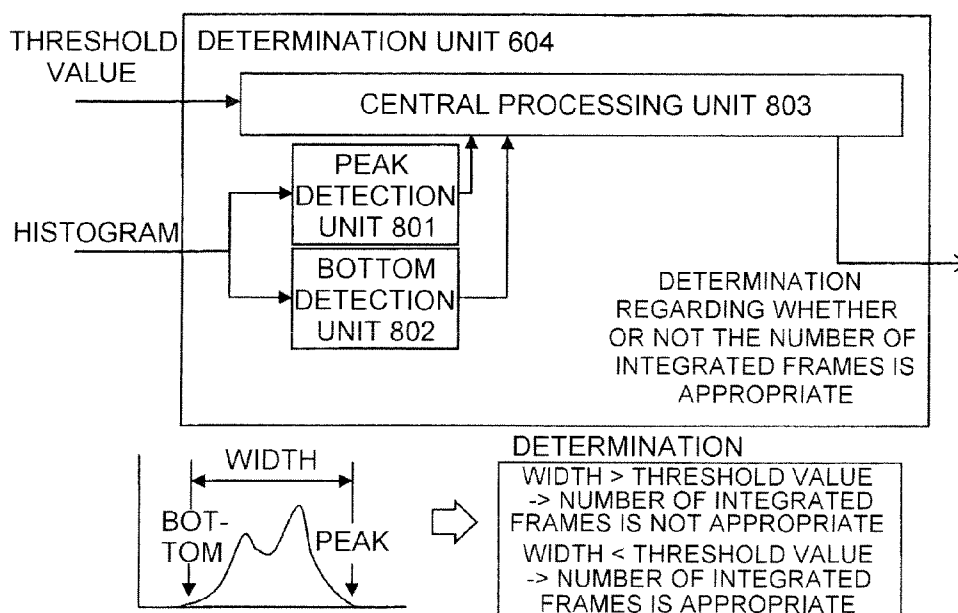 THRESHOLD
VALUE
DETERMINATION UNIT 604
CENTRAL PROCESSING UNIT 803
PEAK
DETECTION
UNIT 801
HISTOGRAM
BOTTOM
DETECTION
UNIT 802
DETERMINATION
REGARDING WHETHER
OR NOT THE NUMBER OF
INTEGRATED FRAMES IS
APPROPRIATE
WIDTH
BOT-
TOM
PEAK
DETERMINATION
WIDTH > THRESHOLD VALUE
-> NUMBER OF INTEGRATED
FRAMES IS NOT APPROPRIATE
WIDTH < THRESHOLD VALUE
-> NUMBER OF INTEGRATED
FRAMES IS APPROPRIATE